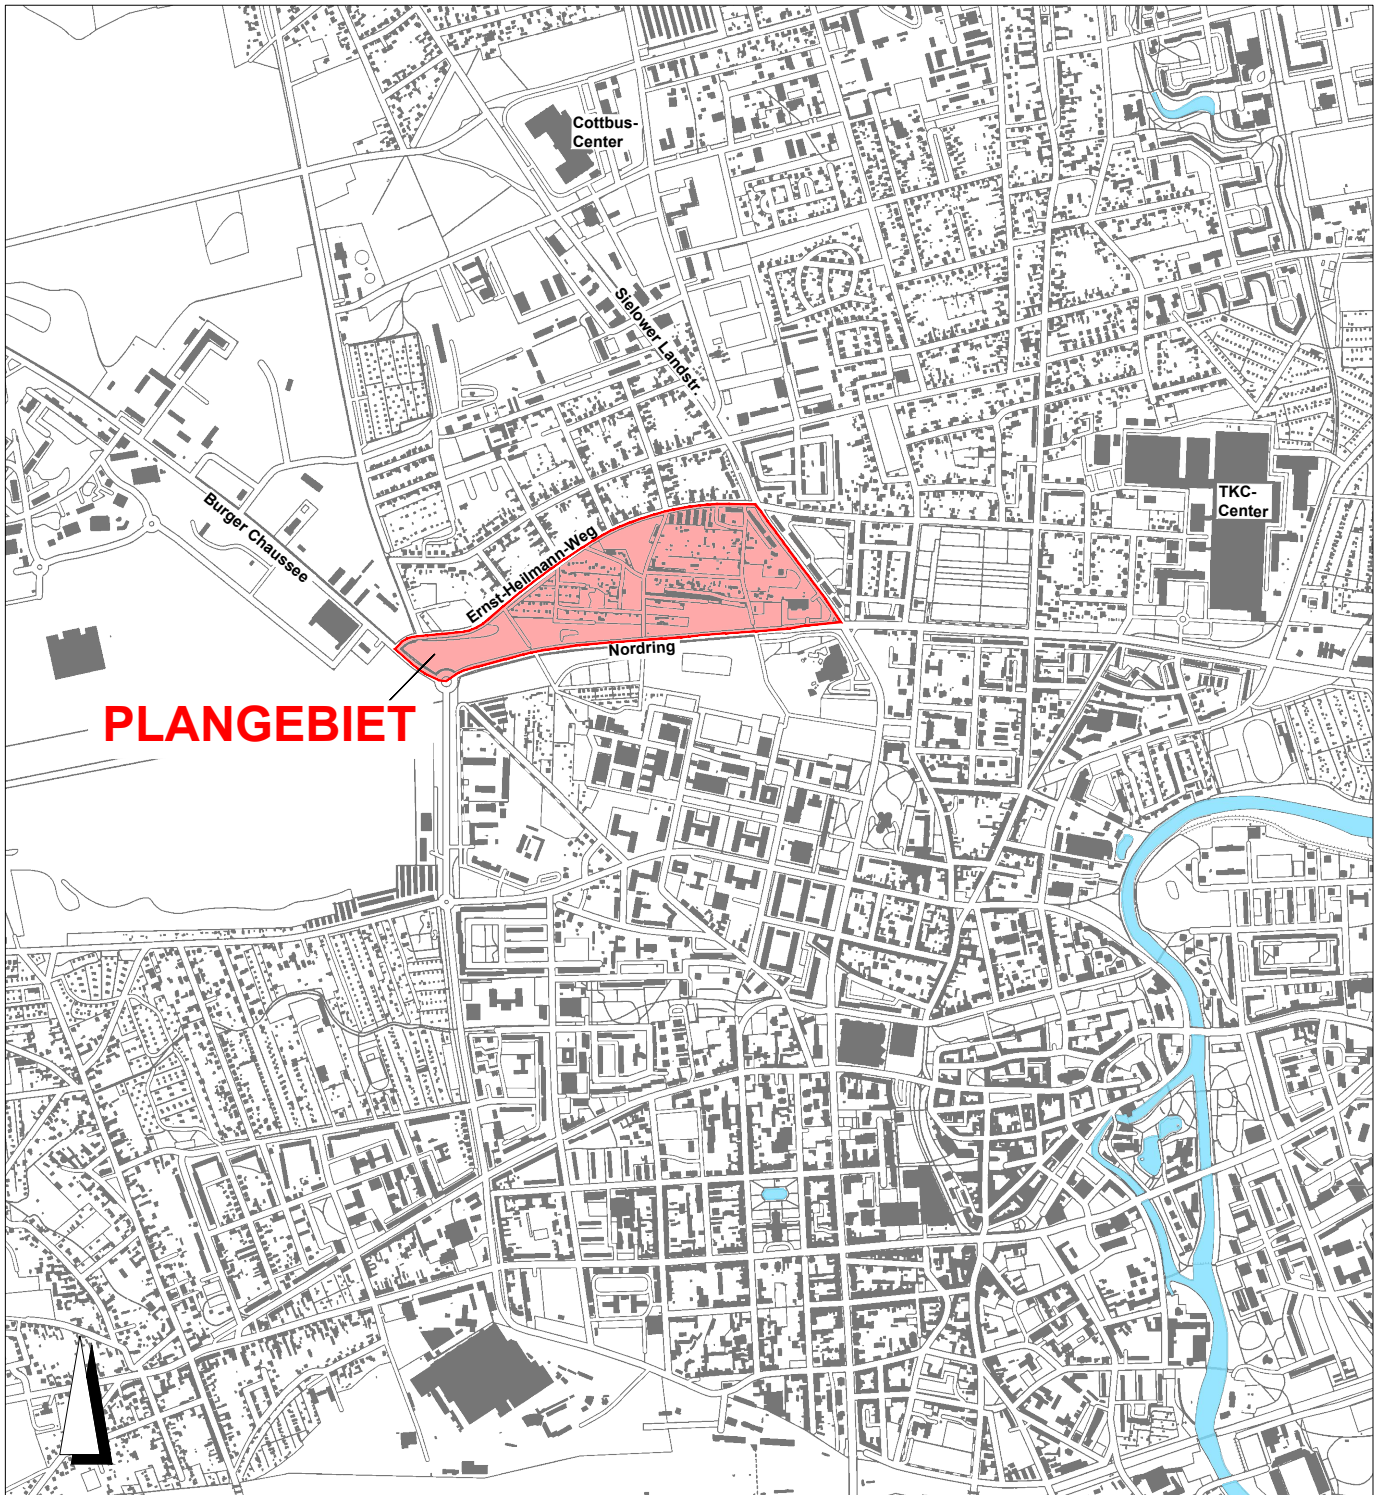 Cottbus-
Center
Sielower Landstr.
TKC-
Center
Burger Chaussee
Ernst-Heilmann-Weg
Nordring
PLANGEBIET